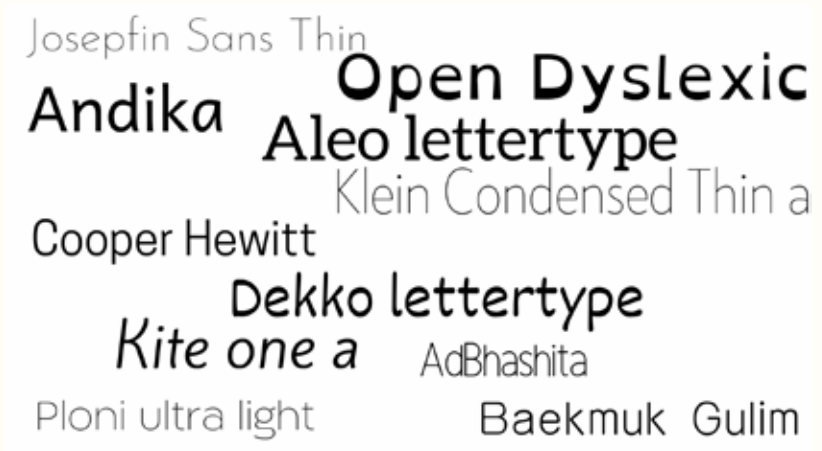 Josepfin Sans Thin
Open Dyslexic
Andika
Aleo lettertype
Klein Condensed Thin a
Cooper Hewitt
Dekko lettertype
Kite one a
AdBhashita
Ploni ultra light
Baekmuk Gulim